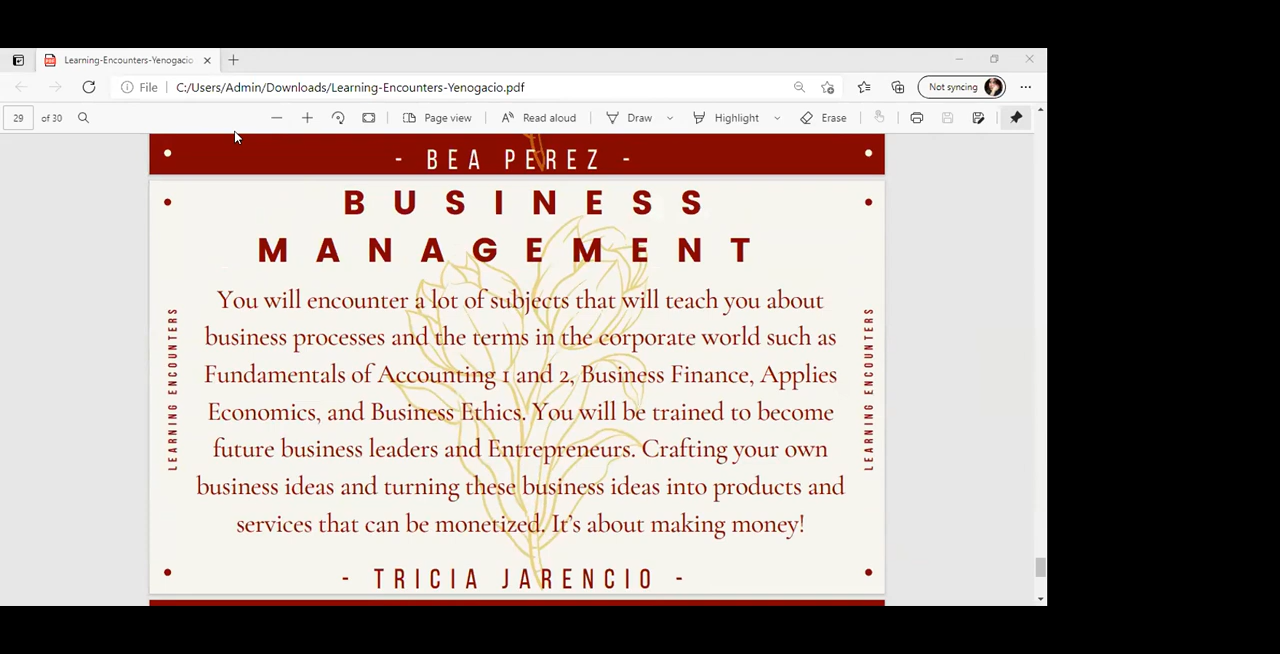 Learning-Encounters-Yenogacio
File
C:/Users/Admin/Downloads/Learning-Encounters-Yenogacio.pdf
Not syncing
29 of 30
Page view
Read aloud
Draw
Highlight
Erase
- BEA PEREZ -
BUSINESS
MANAGEMENT
You will encounter a lot of subjects that will teach you about
business processes and the terms in the corporate world such as
Fundamentals of Accounting 1 and 2, Business Finance, Applies
Economics, and Business Ethics. You will be trained to become
future business leaders and Entrepreneurs. Crafting your own
business ideas and turning these business ideas into products and
services that can be monetized. It's about making money!
- TRICIA JARENCIO -
LEARNING ENCOUNTERS
LEARNING ENCOUNTERS